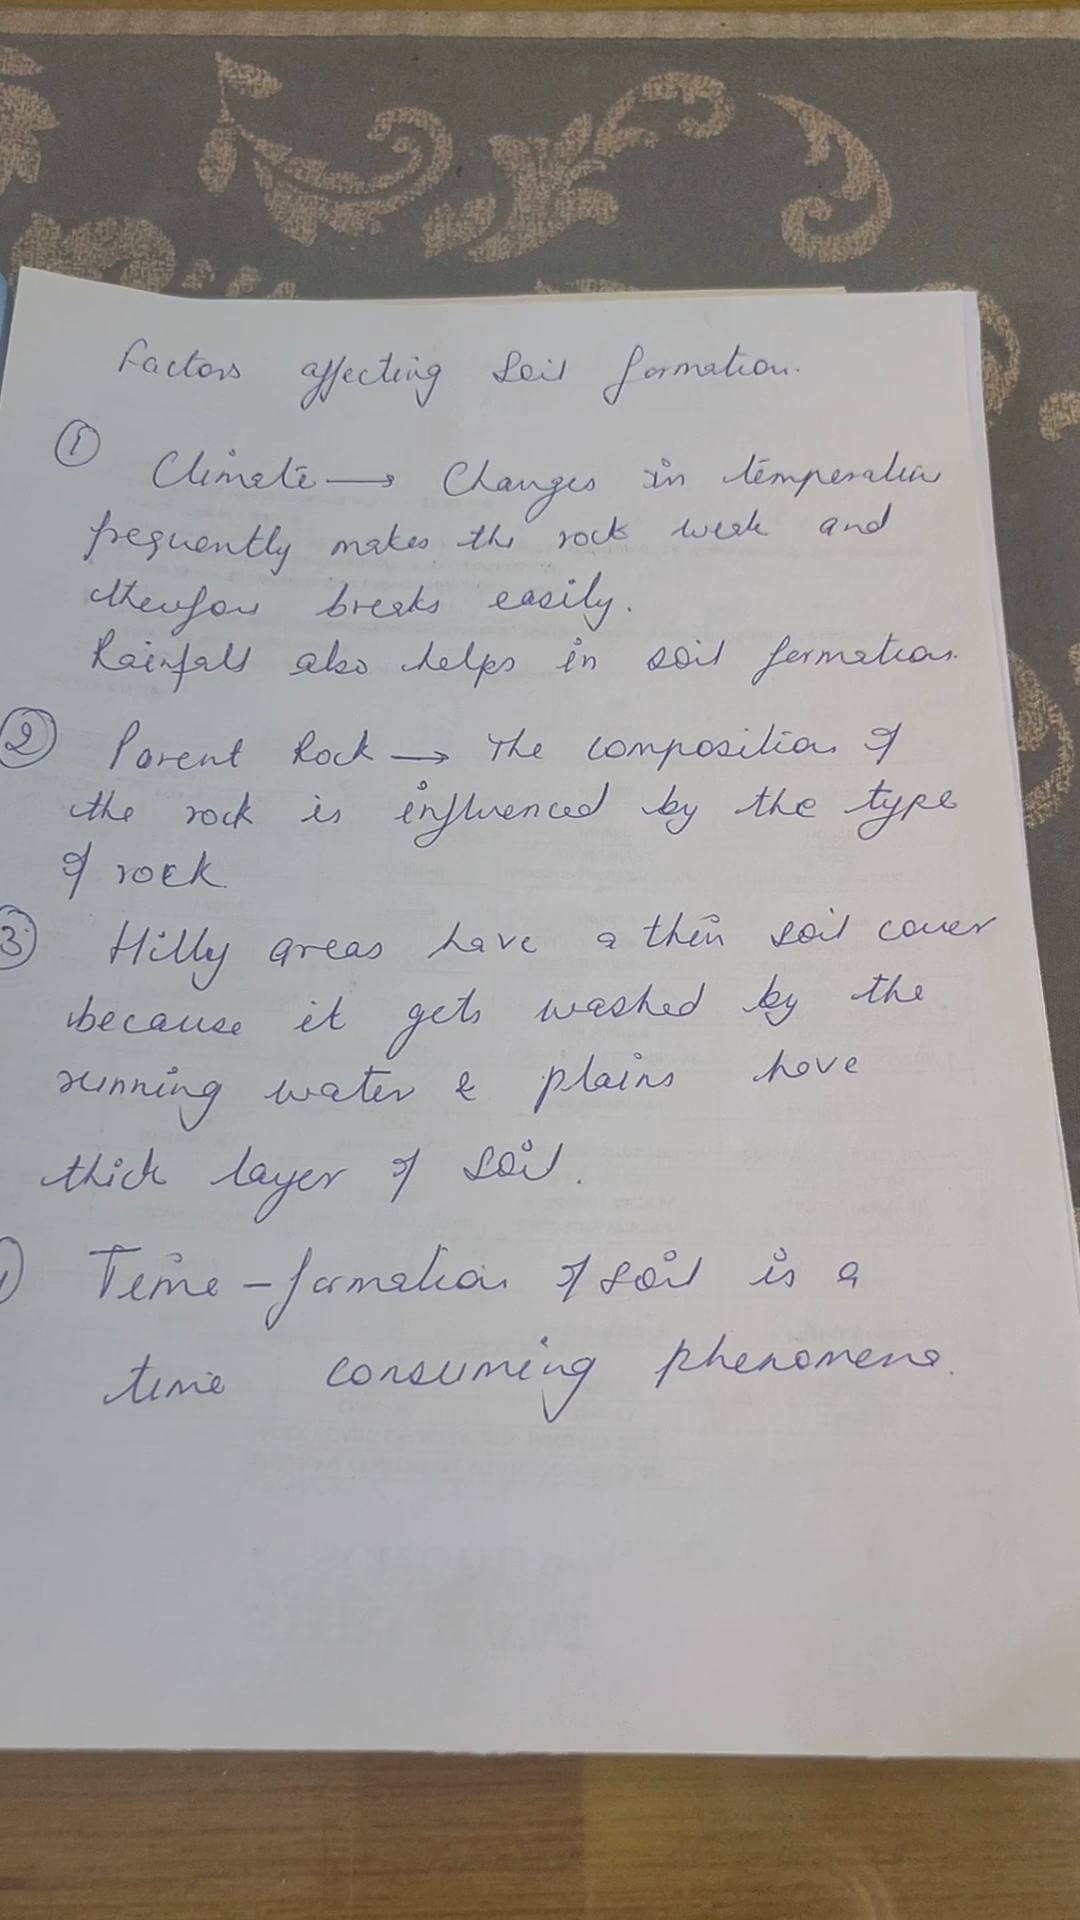 Factors affecting Soil formation.
①
Climate → Changes in temperature
frequently makes the rock weak and
therefore breaks easily.
Rainfall also helps in soil formation.
② Parent Rock → The composition of
the rock is influenced by the type
of rock.
③ Hilly areas have a thin soil cover
because it gets washed by the
running water & plains have
thick layer of soil.
Time - formation of soil is a
time consuming phenomena.